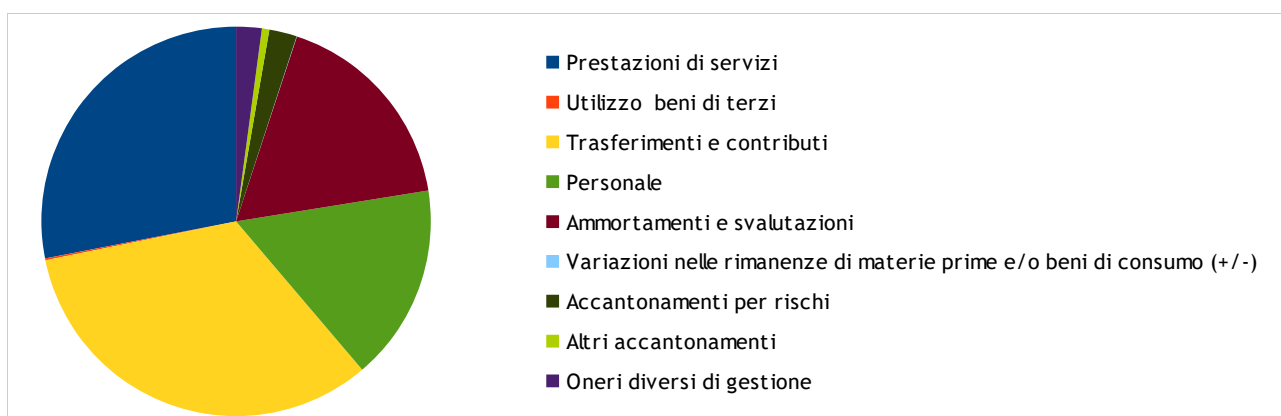 Prestazioni di servizi
Utilizzo beni di terzi
Trasferimenti e contributi
Personale
Ammortamenti e svalutazioni
Variazioni nelle rimanenze di materie prime e/o beni di consumo (+/-)
Accantonamenti per rischi
Altri accantonamenti
Oneri diversi di gestione